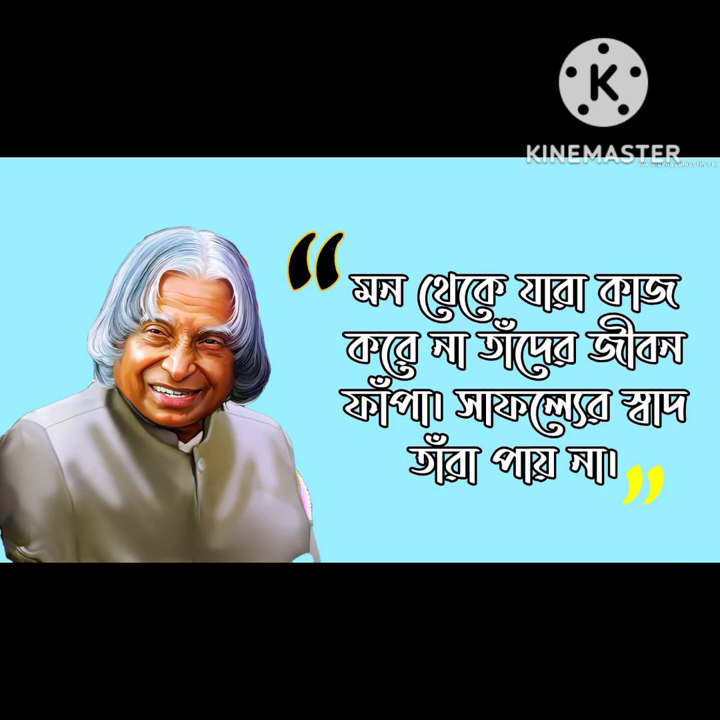 KINEMASTER
“
মন থেকে যারা কাজ
করে না তাঁদের জীবন
ফাঁপা। সাফল্যের স্বাদ
তাঁরা পায় না।
”